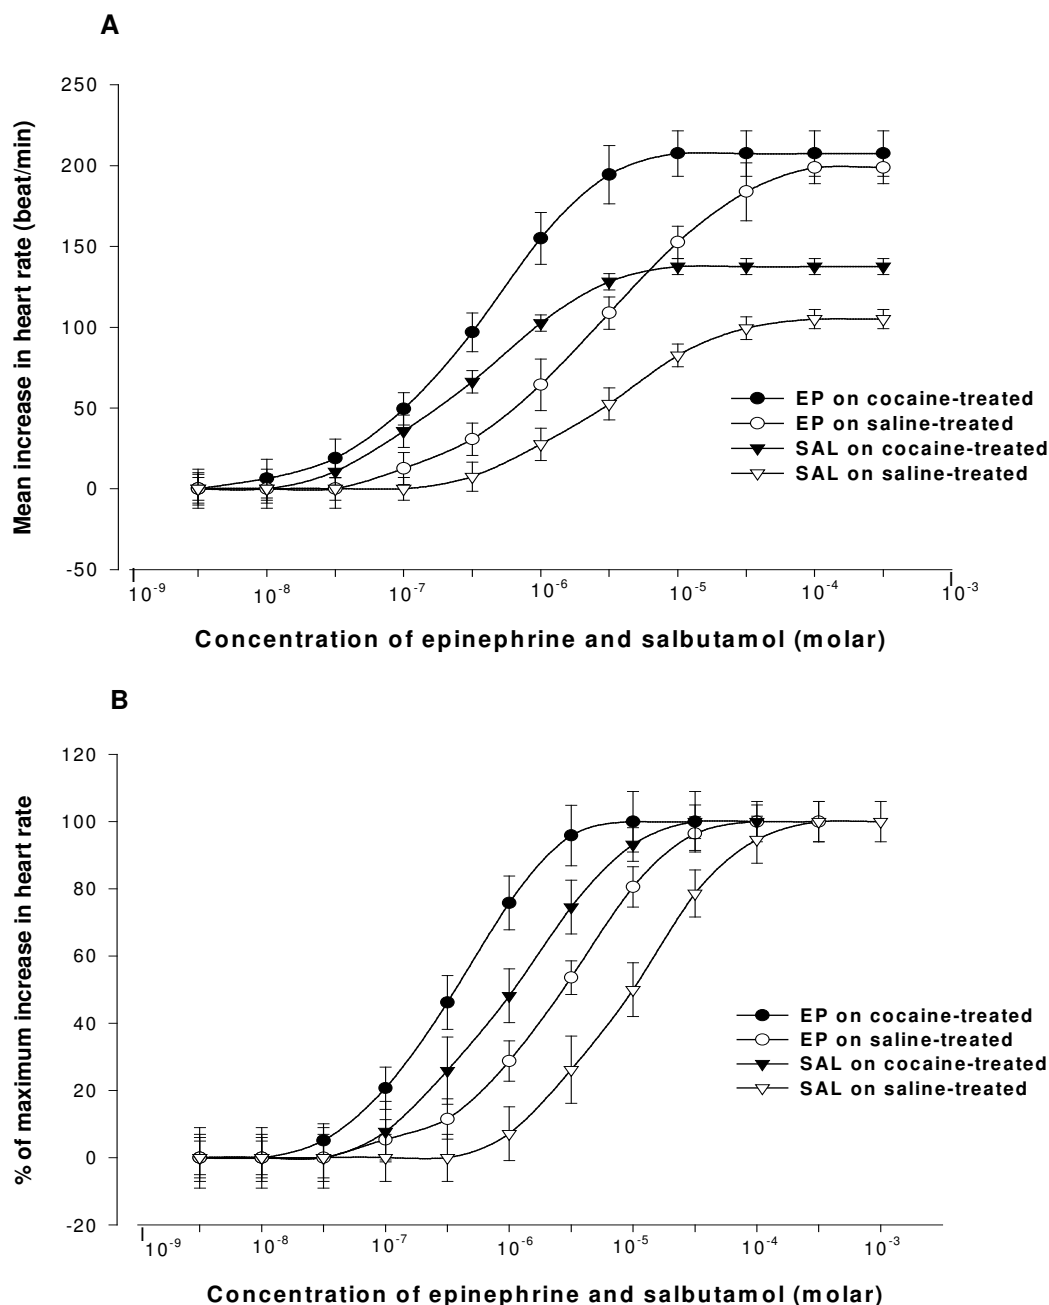 A
250
200
150
100
50
0
-50
Mean increase in heart rate (beat/min)
EP on cocaine-treated
EP on saline-treated
SAL on cocaine-treated
SAL on saline-treated
10-9 10-8 10-7 10-6 10-5 10-4 10-3
Concentration of epinephrine and salbutamol (molar)
B
120
100
80
60
40
20
0
-20
% of maximum increase in heart rate
EP on cocaine-treated
EP on saline-treated
SAL on cocaine-treated
SAL on saline-treated
10-9 10-8 10-7 10-6 10-5 10-4 10-3
Concentration of epinephrine and salbutamol (molar)